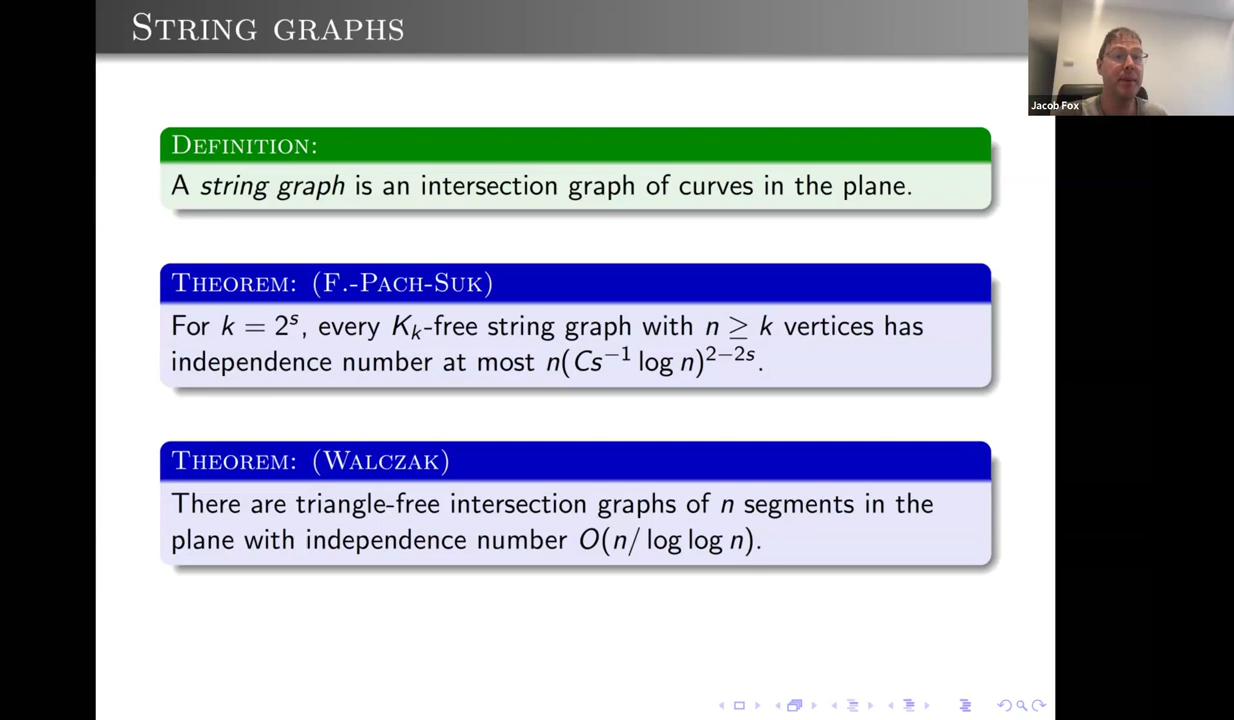 STRING GRAPHS
Jacob Fox
DEFINITION:
A string graph is an intersection graph of curves in the plane.
THEOREM: (F.-PACH-SUK)
For k = 2^s, every K_k-free string graph with n ≥ k vertices has
independence number at most n(Cs^{-1} log n)^{2-2s}.
THEOREM: (WALCZAK)
There are triangle-free intersection graphs of n segments in the
plane with independence number O(n/ log log n).